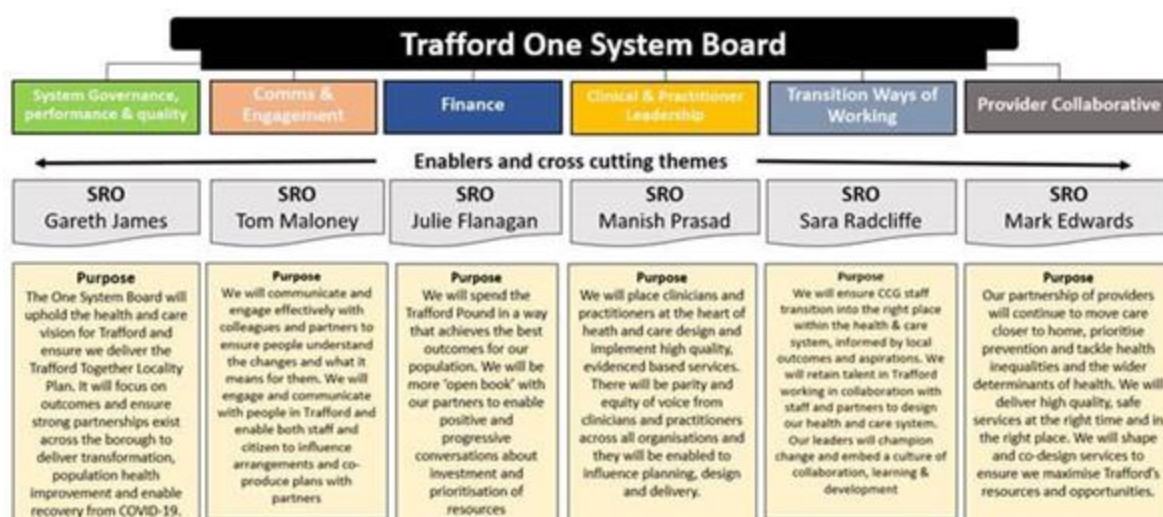 Trafford One System Board
System Governance,
performance & quality
Comms &
Engagement
Finance
Clinical & Practitioner
Leadership
Transition Ways of
Working
Provider Collaborative
Enablers and cross cutting themes
SRO
Gareth James
SRO
Tom Maloney
SRO
Julie Flanagan
SRO
Manish Prasad
SRO
Sara Radcliffe
SRO
Mark Edwards
Purpose
The One System Board will
uphold the health and care
vision for Trafford and
ensure we deliver the
Trafford Together Locality
Plan. It will focus on
outcomes and ensure
strong partnerships exist
across the borough to
deliver transformation,
population health
improvement and enable
recovery from COVID-19.
Purpose
We will communicate and
engage effectively with
colleagues and partners to
ensure people understand
the changes and what it
means for them. We will
engage and communicate
with people in Trafford and
enable both staff and
citizen to influence
arrangements and co-
produce plans with
partners
Purpose
We will spend the
Trafford Pound in a way
that achieves the best
outcomes for our
population. We will be
more 'open book' with
our partners to enable
positive and
progressive
conversations about
investment and
prioritisation of
resources
Purpose
We will place clinicians and
practitioners at the heart of
heath and care design and
implement high quality,
evidenced based services.
There will be parity and
equity of voice from
clinicians and practitioners
across all organisations and
they will be enabled to
influence planning, design
and delivery.
Purpose
We will ensure CCG staff
transition into the right place
within the health & care
system, informed by local
outcomes and aspirations. We
will retain talent in Trafford
working in collaboration with
staff and partners to design
our health and care system.
Our leaders will champion
change and embed a culture of
collaboration, learning &
development
Purpose
Our partnership of providers
will continue to move care
closer to home, prioritise
prevention and tackle health
inequalities and the wider
determinants of health. We will
deliver high quality, safe
services at the right time and in
the right place. We will shape
and co-design services to
ensure we maximise Trafford's
resources and opportunities.